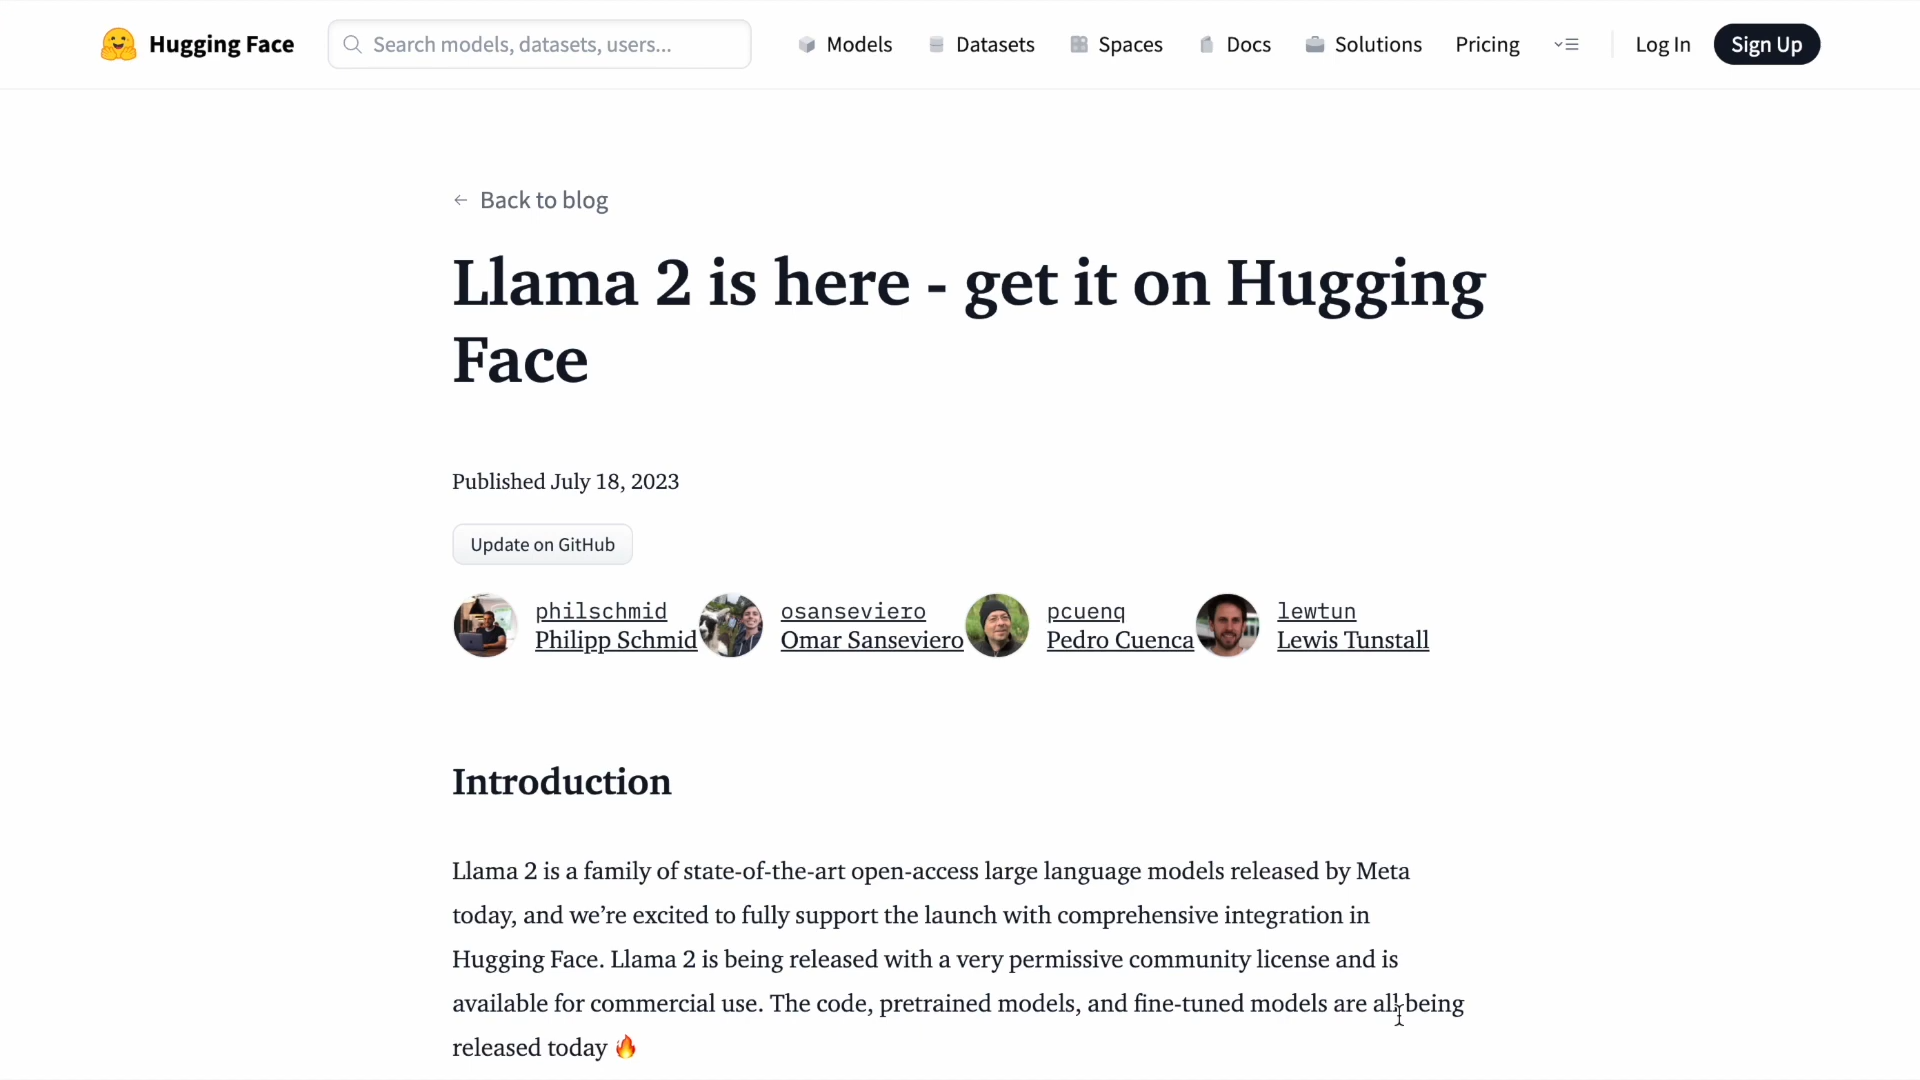 Hugging Face
Search models, datasets, users...
Models
Datasets
Spaces
Docs
Solutions
Pricing
Log In
Sign Up
Back to blog
Llama 2 is here - get it on Hugging
Face
Published July 18, 2023
Update on GitHub
philschmid
Philipp Schmid
osanseviero
Omar Sanseviero
pcuenq
Pedro Cuenca
lewtun
Lewis Tunstall
Introduction
Llama 2 is a family of state-of-the-art open-access large language models released by Meta
today, and we’re excited to fully support the launch with comprehensive integration in
Hugging Face. Llama 2 is being released with a very permissive community license and is
available for commercial use. The code, pretrained models, and fine-tuned models are all being
released today 🔥